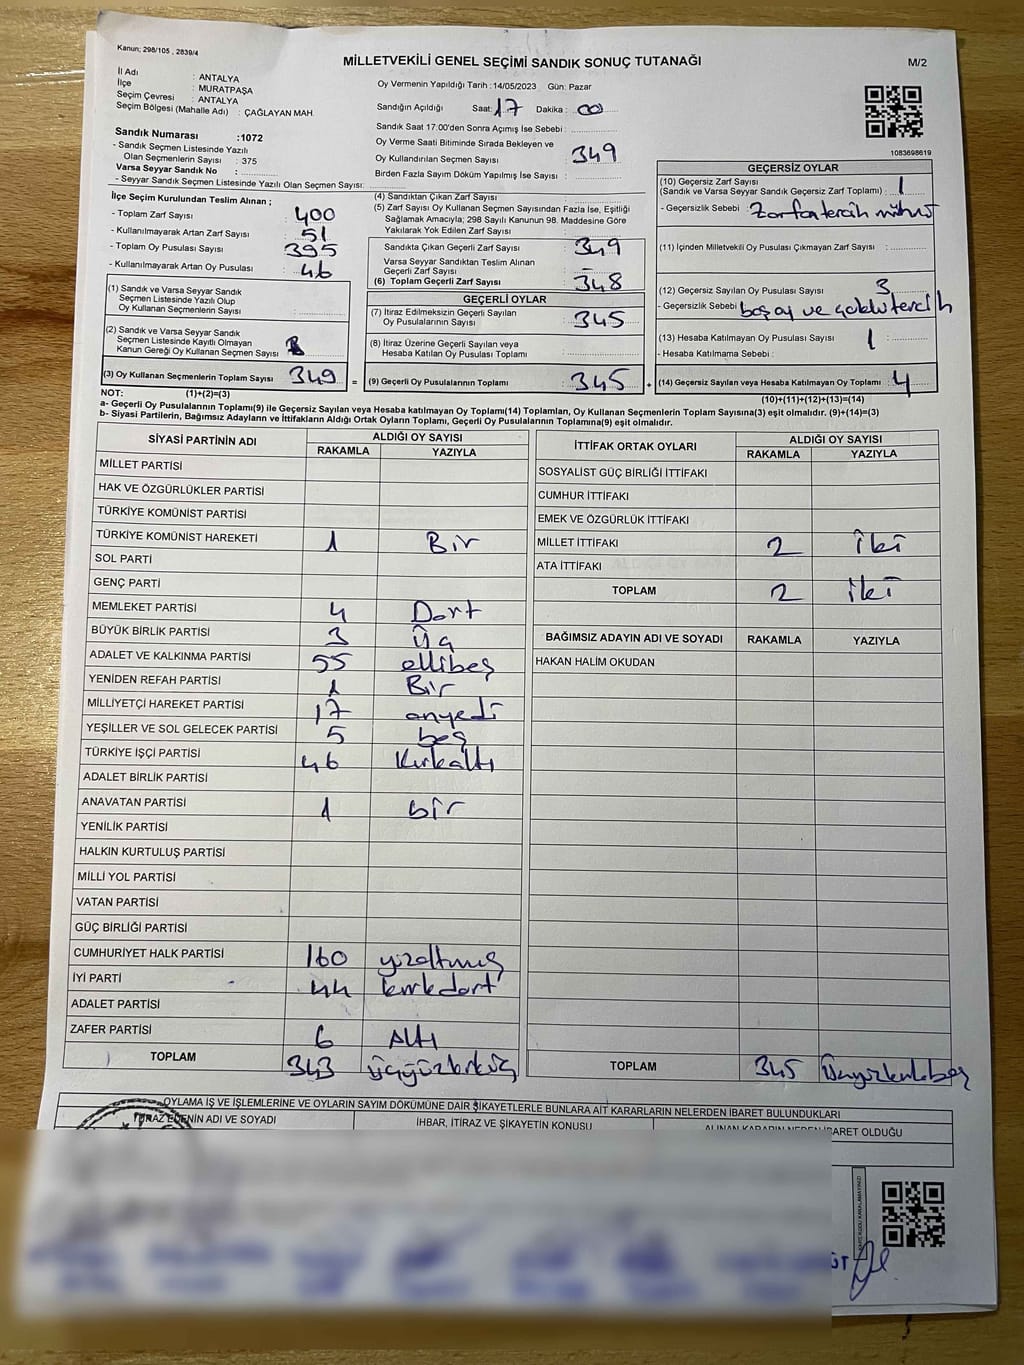 Kanun; 298/105 , 2839/4
MİLLETVEKİLİ GENEL SEÇİMİ SANDIK SONUÇ TUTANAĞI
M/2
İl Adı : ANTALYA
İlçe : MURATPAŞA
Seçim Çevresi : ANTALYA
Seçim Bölgesi (Mahalle Adı) : ÇAĞLAYAN MAH
Sandık Numarası :1072
- Sandık Seçmen Listesinde Yazılı
Olan Seçmenlerin Sayısı : 375
Varsa Seyyar Sandık No :
- Seyyar Sandık Seçmen Listesinde Yazılı Olan Seçmen Sayısı:
Oy Vermenin Yapıldığı Tarih :14/05/2023 Gün: Pazar
Sandığın Açıldığı Saat: 17 Dakika : 00
Sandık Saat 17:00'den Sonra Açılmış İse Sebebi :
Oy Verme Saati Bitiminde Sırada Bekleyen ve
Oy Kullandırılan Seçmen Sayısı : 349
Birden Fazla Sayım Döküm Yapılmış İse Sayısı :
1083698619
İlçe Seçim Kurulundan Teslim Alınan ;
- Toplam Zarf Sayısı : 400
- Kullanılmayarak Artan Zarf Sayısı : 51
- Toplam Oy Pusulası Sayısı : 395
- Kullanılmayarak Artan Oy Pusulası : 46
(1) Sandık ve Varsa Seyyar Sandık
Seçmen Listesinde Yazılı Olup
Oy Kullanan Seçmenlerin Sayısı :
(2) Sandık ve Varsa Seyyar Sandık
Seçmen Listesinde Kayıtlı Olmayan
Kanun Gereği Oy Kullanan Seçmen Sayısı :
(3) Oy Kullanan Seçmenlerin Toplam Sayısı : 349 =
(4) Sandıktan Çıkan Zarf Sayısı :
(5) Zarf Sayısı Oy Kullanan Seçmen Sayısından Fazla İse, Eşitliği
Sağlamak Amacıyla; 298 Sayılı Kanunun 98. Maddesine Göre
Yakılarak Yok Edilen Zarf Sayısı :
Sandıkta Çıkan Geçerli Zarf Sayısı : 349
Varsa Seyyar Sandıktan Teslim Alınan
Geçerli Zarf Sayısı : -
(6) Toplam Geçerli Zarf Sayısı : 348
GEÇERLİ OYLAR
(7) İtiraz Edilmeksizin Geçerli Sayılan
Oy Pusulalarının Sayısı : 345
(8) İtiraz Üzerine Geçerli Sayılan veya
Hesaba Katılan Oy Pusulaları Toplamı :
(9) Geçerli Oy Pusulalarının Toplamı : 345 +
GEÇERSİZ OYLAR
(10) Geçersiz Zarf Sayısı
(Sandık ve Varsa Seyyar Sandık Geçersiz Zarf Toplamı) : 1
- Geçersizlik Sebebi : Zarfa tercih mührü
(11) İçinden Milletvekili Oy Pusulası Çıkmayan Zarf Sayısı :
(12) Geçersiz Sayılan Oy Pusulası Sayısı : 3
- Geçersizlik Sebebi : boş oy ve çoklu tercih
(13) Hesaba Katılmayan Oy Pusulası Sayısı : 1
- Hesaba Katılmama Sebebi :
(14) Geçersiz Sayılan veya Hesaba Katılmayan Oy Toplamı : 4
NOT: (1)+(2)=(3)
(10)+(11)+(12)+(13)=(14)
a- Geçerli Oy Pusulalarının Toplamı(9) ile Geçersiz Sayılan veya Hesaba katılmayan Oy Toplamı(14) Toplamları, Oy Kullanan Seçmenlerin Toplam Sayısına(3) eşit olmalıdır. (9)+(14)=(3)
b- Siyasi Partilerin, Bağımsız Adayların ve İttifakların Aldığı Ortak Oyların Toplamı, Geçerli Oy Pusulalarının Toplamına(9) eşit olmalıdır.
SİYASİ PARTİNİN ADI ALDIĞI OY SAYISI
RAKAMLA YAZIYLA
MİLLET PARTİSİ
HAK VE ÖZGÜRLÜKLER PARTİSİ
TÜRKİYE KOMÜNİST PARTİSİ
TÜRKİYE KOMÜNİST HAREKETİ 1 Bir
SOL PARTİ
GENÇ PARTİ
MEMLEKET PARTİSİ 4 Dört
BÜYÜK BİRLİK PARTİSİ 3 Üç
ADALET VE KALKINMA PARTİSİ 55 ellibeş
YENİDEN REFAH PARTİSİ 1 Bir
MİLLİYETÇİ HAREKET PARTİSİ 17 onyedi
YEŞİLLER VE SOL GELECEK PARTİSİ 5 beş
TÜRKİYE İŞÇİ PARTİSİ 46 Kırkaltı
ADALET BİRLİK PARTİSİ
ANAVATAN PARTİSİ 1 bir
YENİLİK PARTİSİ
HALKIN KURTULUŞ PARTİSİ
MİLLİ YOL PARTİSİ
VATAN PARTİSİ
GÜÇ BİRLİĞİ PARTİSİ
CUMHURİYET HALK PARTİSİ 160 yüzaltmış
İYİ PARTİ 44 kırkdört
ADALET PARTİSİ
ZAFER PARTİSİ 6 Altı
TOPLAM 343 üçyüzkırküç
İTTİFAK ORTAK OYLARI ALDIĞI OY SAYISI
RAKAMLA YAZIYLA
SOSYALİST GÜÇ BİRLİĞİ İTTİFAKI
CUMHUR İTTİFAKI
EMEK VE ÖZGÜRLÜK İTTİFAKI
MİLLET İTTİFAKI 2 İki
ATA İTTİFAKI
TOPLAM 2 iki
BAĞIMSIZ ADAYIN ADI VE SOYADI RAKAMLA YAZIYLA
HAKAN HALİM OKUDAN
TOPLAM 345 Üçyüzkırkbeş
OYLAMA İŞ VE İŞLEMLERİNE VE OYLARIN SAYIM DÖKÜMÜNE DAİR ŞİKAYETLERLE BUNLARA AİT KARARLARIN NELERDEN İBARET BULUNDUKLARI
İTİRAZ EDENİN ADI VE SOYADI İHBAR, İTİRAZ VE ŞİKAYETİN KONUSU ALINAN KARARIN NEDEN İBARET OLDUĞU